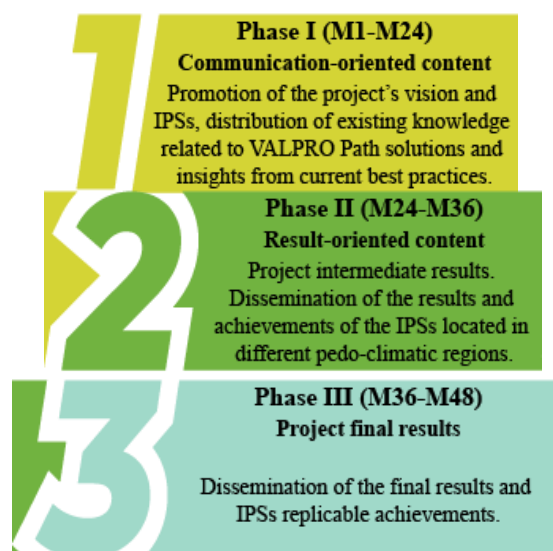 1
Phase I (M1-M24)
Communication-oriented content
Promotion of the project's vision and
IPSs, distribution of existing knowledge
related to VALPRO Path solutions and
insights from current best practices.
2
Phase II (M24-M36)
Result-oriented content
Project intermediate results.
Dissemination of the results and
achievements of the IPSs located in
different pedo-climatic regions.
3
Phase III (M36-M48)
Project final results
Dissemination of the final results and
IPSs replicable achievements.